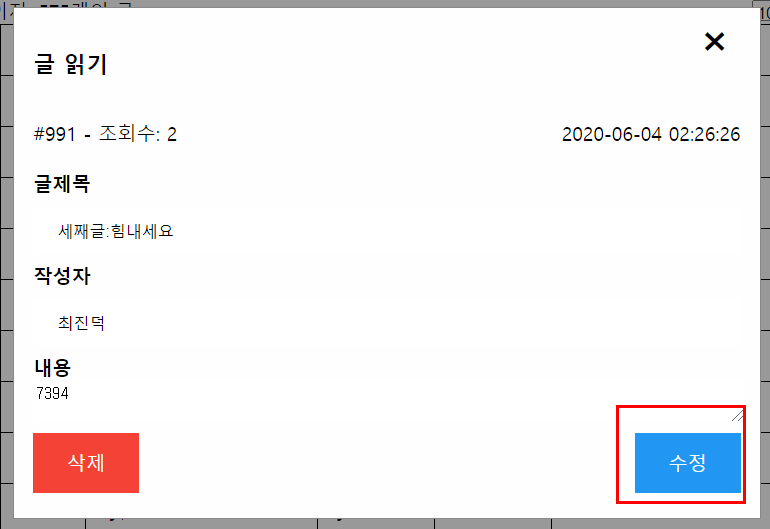 글 읽기
#991 - 조회수: 2
2020-06-04 02:26:26
글제목
세째글:힘내세요
작성자
최진덕
내용
7394
삭제
수정